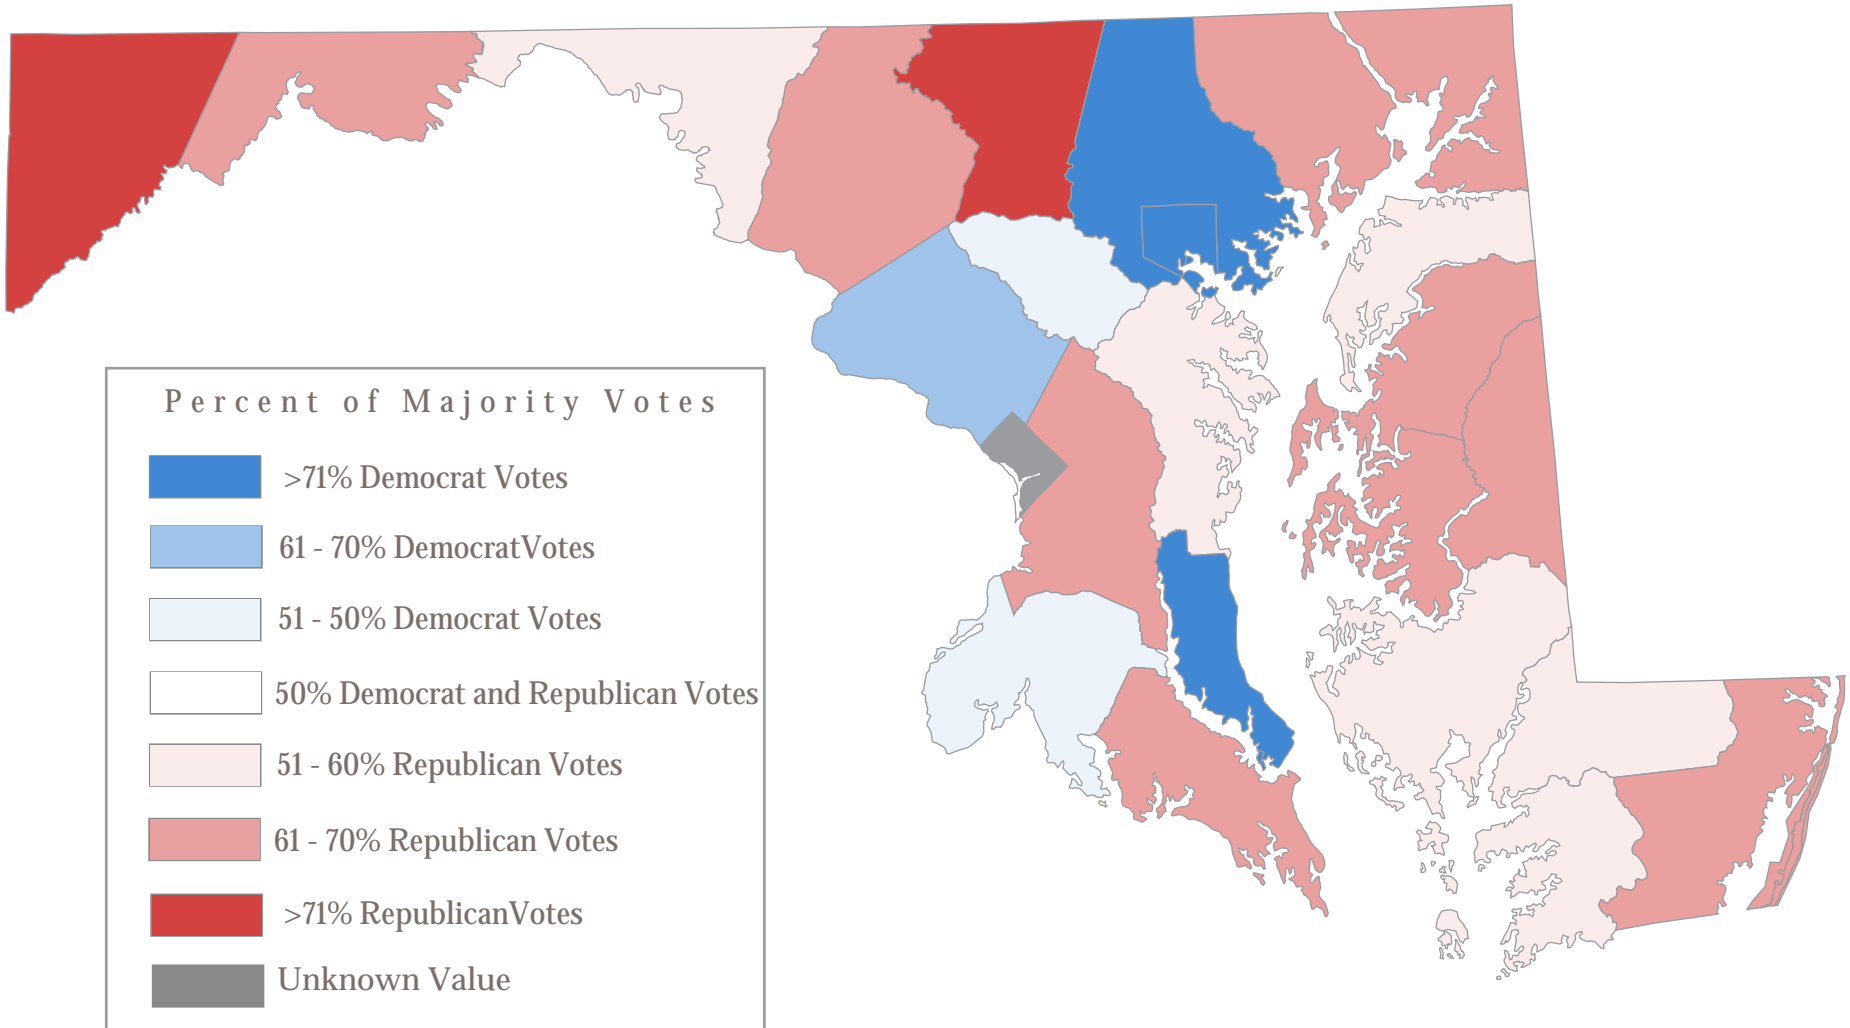 Percent of Majority Votes
>71% Democrat Votes
61 - 70% DemocratVotes
51 - 50% Democrat Votes
50% Democrat and Republican Votes
51 - 60% Republican Votes
61 - 70% Republican Votes
>71% RepublicanVotes
Unknown Value